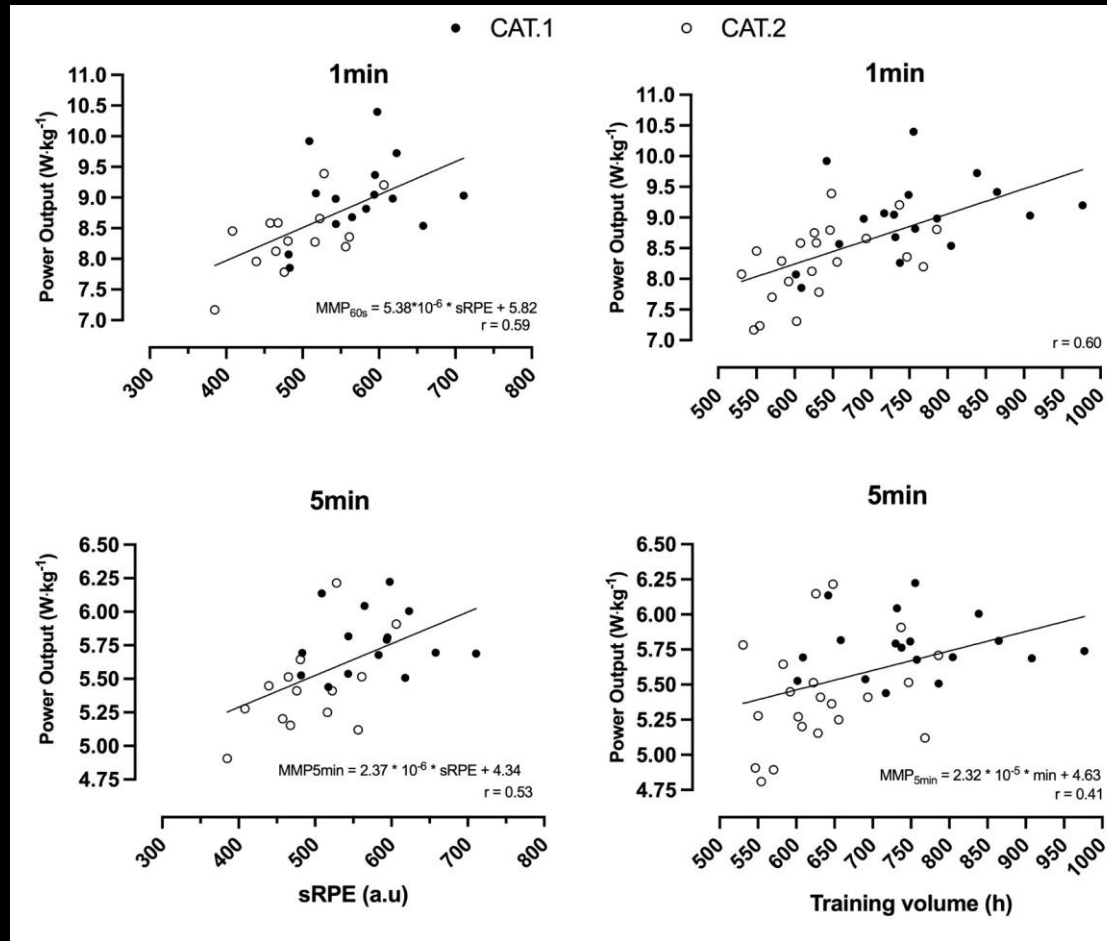 CAT.1 CAT.2
1min
Power Output (W·kg-1)
11.0
10.5
10.0
9.5
9.0
8.5
8.0
7.5
7.0
MMP60s = 5.38*10-6 * sRPE + 5.82
r = 0.59
300 400 500 600 700 800
1min
Power Output (W·kg-1)
11.0
10.5
10.0
9.5
9.0
8.5
8.0
7.5
7.0
r = 0.60
500 550 600 650 700 750 800 850 900 950 1000
5min
Power Output (W·kg-1)
6.50
6.25
6.00
5.75
5.50
5.25
5.00
4.75
MMP5min = 2.37 * 10-6 * sRPE + 4.34
r = 0.53
300 400 500 600 700 800
sRPE (a.u)
5min
Power Output (W·kg-1)
6.50
6.25
6.00
5.75
5.50
5.25
5.00
4.75
MMP5min = 2.32 * 10-5 * min + 4.63
r = 0.41
500 550 600 650 700 750 800 850 900 950 1000
Training volume (h)